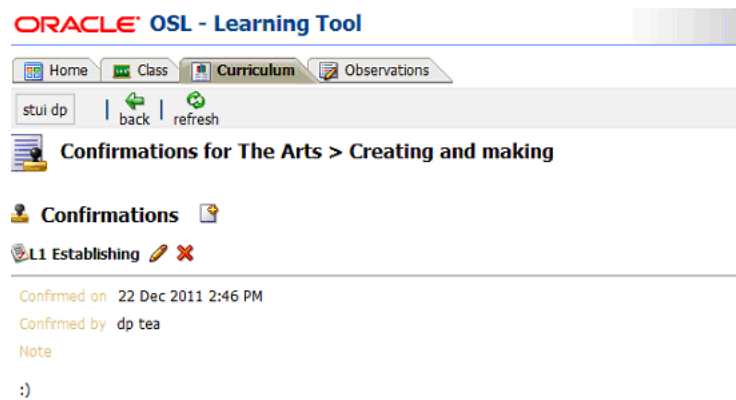 ORACLE OSL - Learning Tool
Home Class Curriculum Observations
stui dp back refresh
Confirmations for The Arts > Creating and making
Confirmations
L1 Establishing
Confirmed on 22 Dec 2011 2:46 PM
Confirmed by dp tea
Note
:)